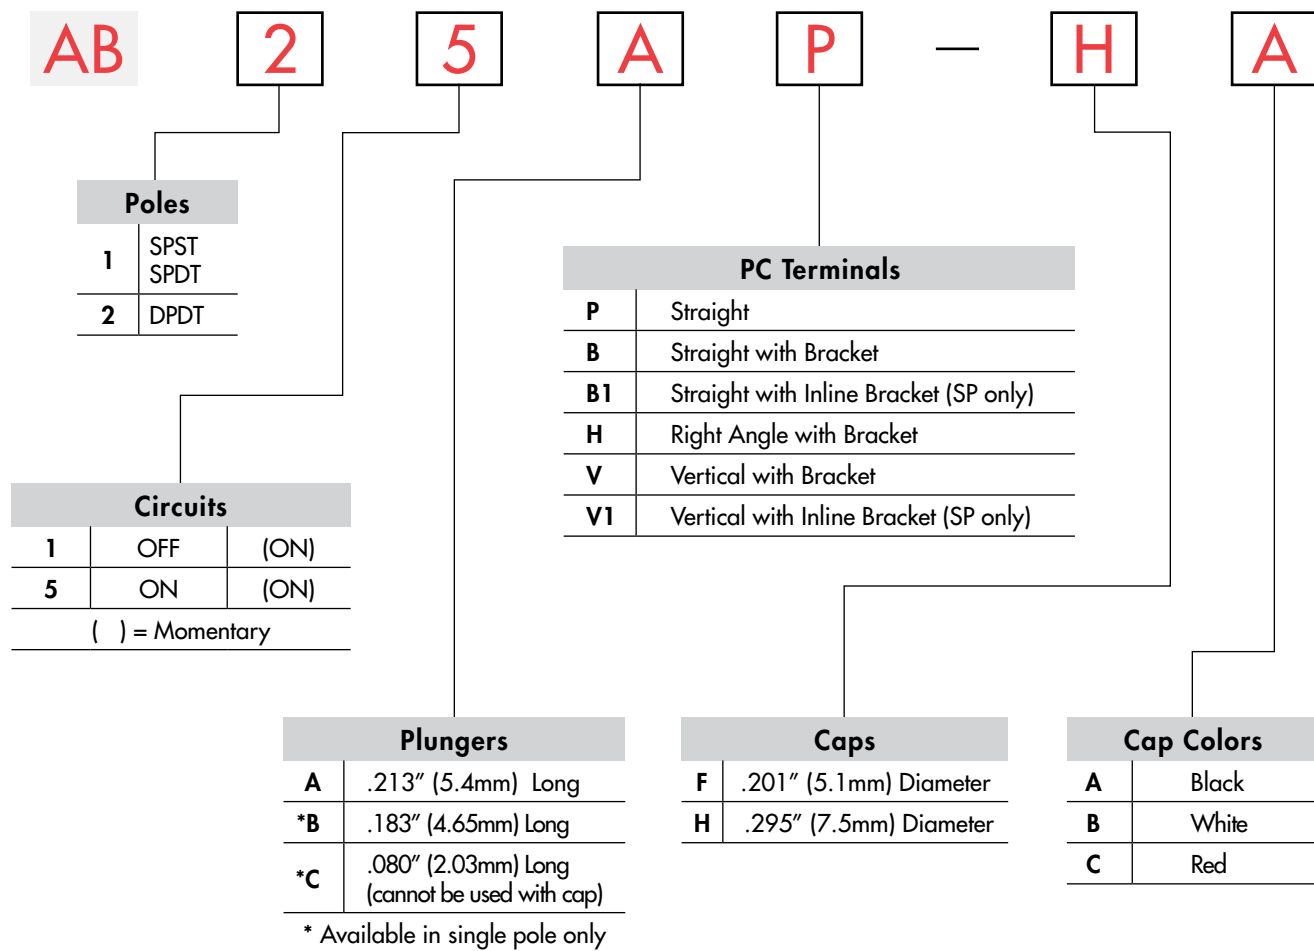 AB 2 5 A P — H A
Poles
1 SPST
SPDT
2 DPDT
PC Terminals
P Straight
B Straight with Bracket
B1 Straight with Inline Bracket (SP only)
H Right Angle with Bracket
V Vertical with Bracket
V1 Vertical with Inline Bracket (SP only)
Circuits
1 OFF (ON)
5 ON (ON)
( ) = Momentary
Plungers
A .213″ (5.4mm) Long
*B .183″ (4.65mm) Long
*C .080″ (2.03mm) Long
(cannot be used with cap)
* Available in single pole only
Caps
F .201″ (5.1mm) Diameter
H .295″ (7.5mm) Diameter
Cap Colors
A Black
B White
C Red